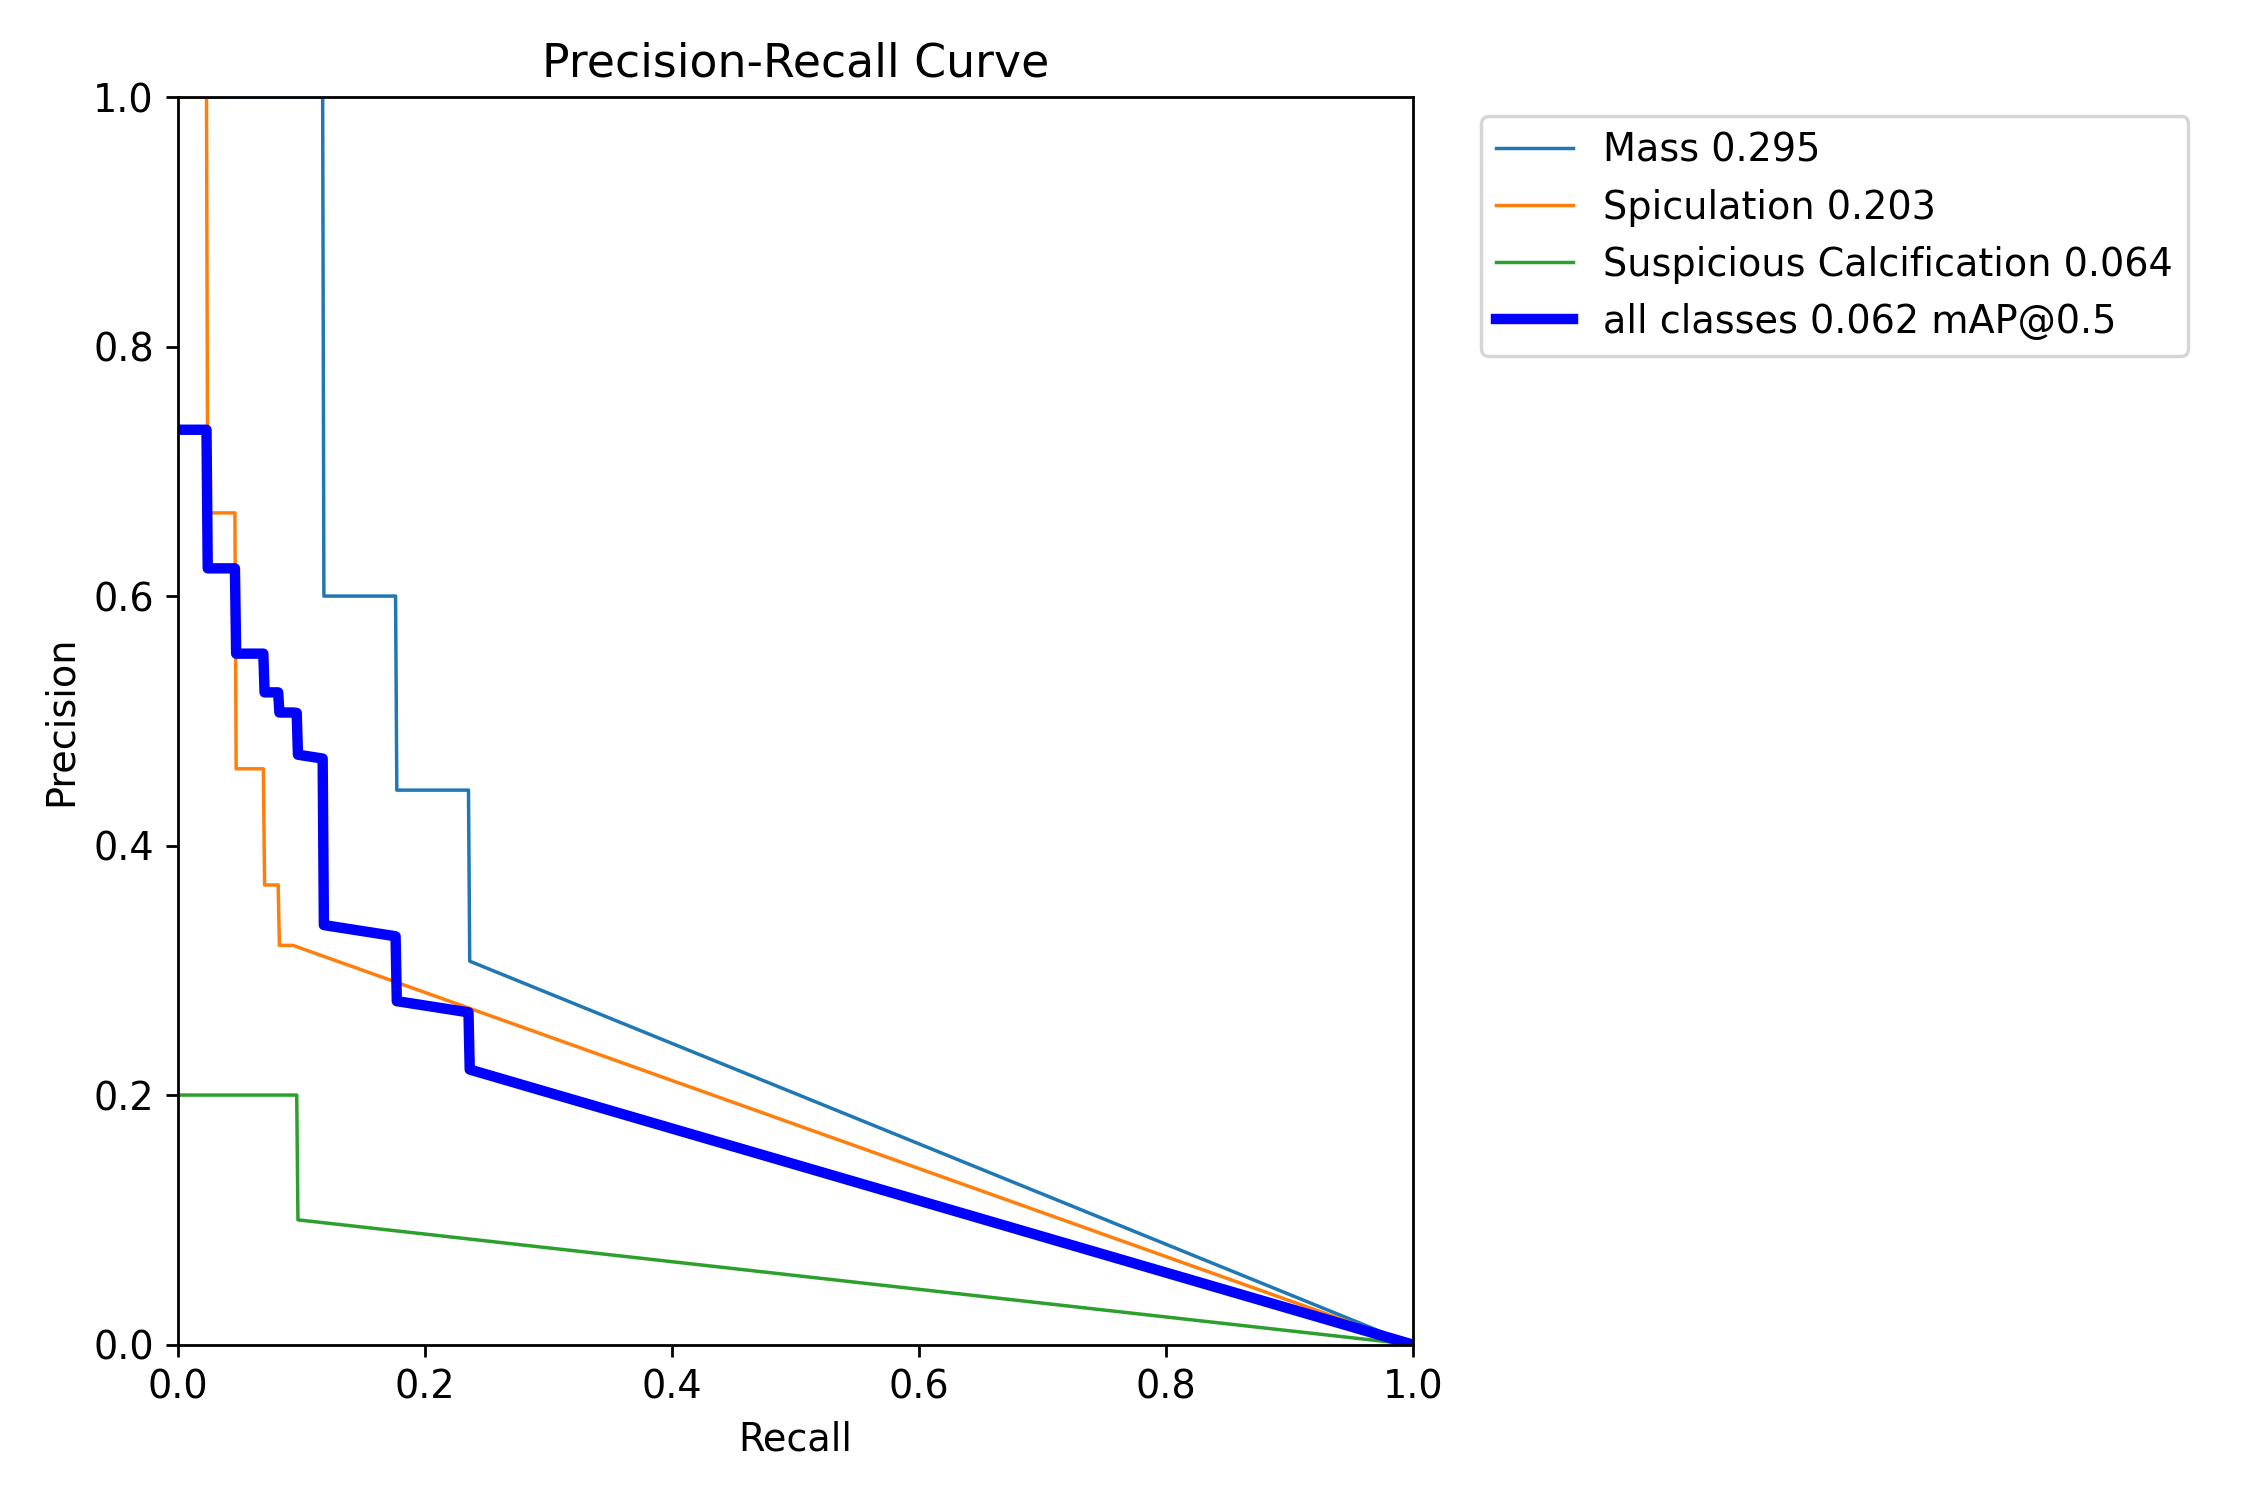 Precision-Recall Curve
Mass 0.295
Spiculation 0.203
Suspicious Calcification 0.064
all classes 0.062 mAP@0.5
Precision
1.0
0.8
0.6
0.4
0.2
0.0
0.0 0.2 0.4 0.6 0.8 1.0
Recall